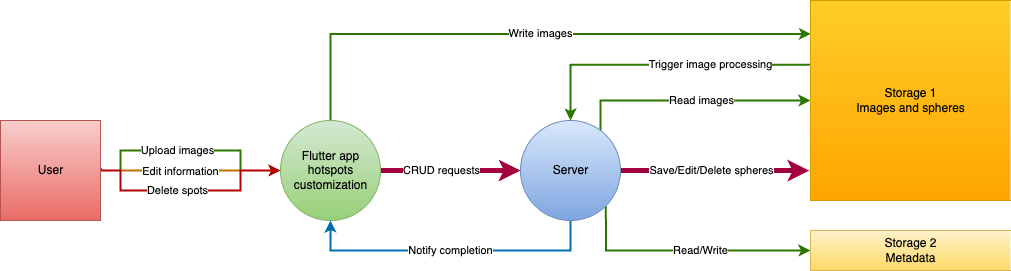 Write images
Trigger image processing
Read images
Storage 1
Images and spheres
User
Upload images
Edit information
Delete spots
Flutter app
hotspots
customization
CRUD requests
Server
Save/Edit/Delete spheres
Notify completion
Read/Write
Storage 2
Metadata